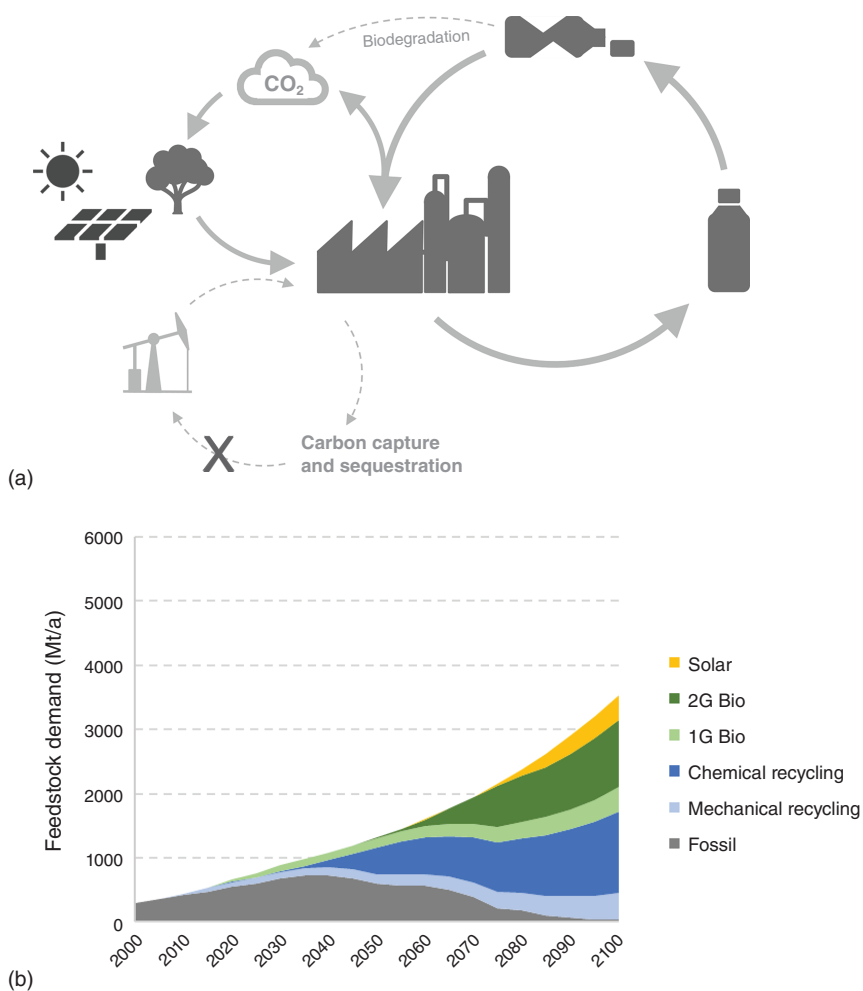 Biodegradation
CO₂
X
Carbon capture
and sequestration
(a)
6000
5000
4000
3000
2000
1000
0
Feedstock demand (Mt/a)
2000
2010
2020
2030
2040
2050
2060
2070
2080
2090
2100
Solar
2G Bio
1G Bio
Chemical recycling
Mechanical recycling
Fossil
(b)